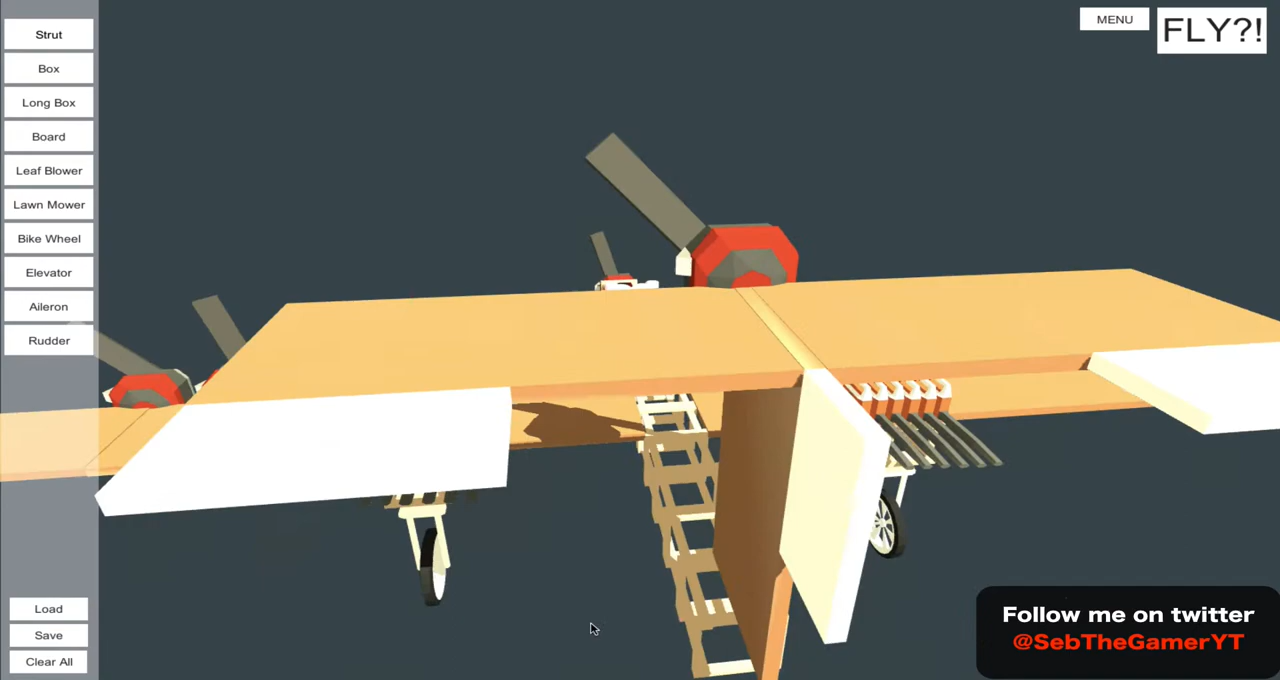 Strut
Box
Long Box
Board
Leaf Blower
Lawn Mower
Bike Wheel
Elevator
Aileron
Rudder
Load
Save
Clear All
MENU
FLY?!
Follow me on twitter
@SebTheGamerYT